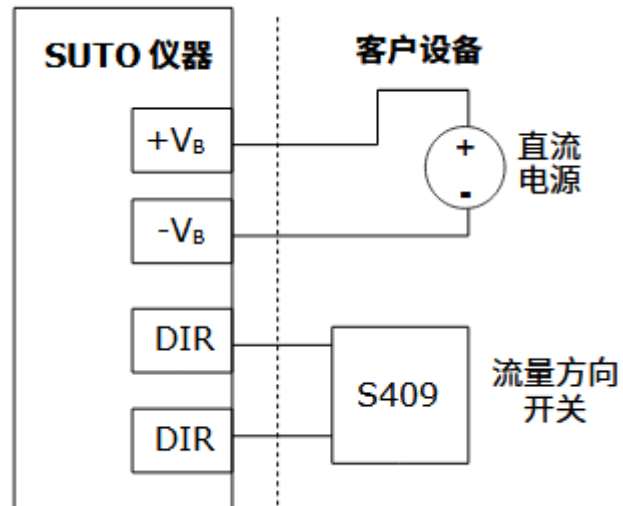 SUTO 仪器
客户设备
+VB
+
-
直流
电源
-VB
DIR
S409
流量方向
开关
DIR